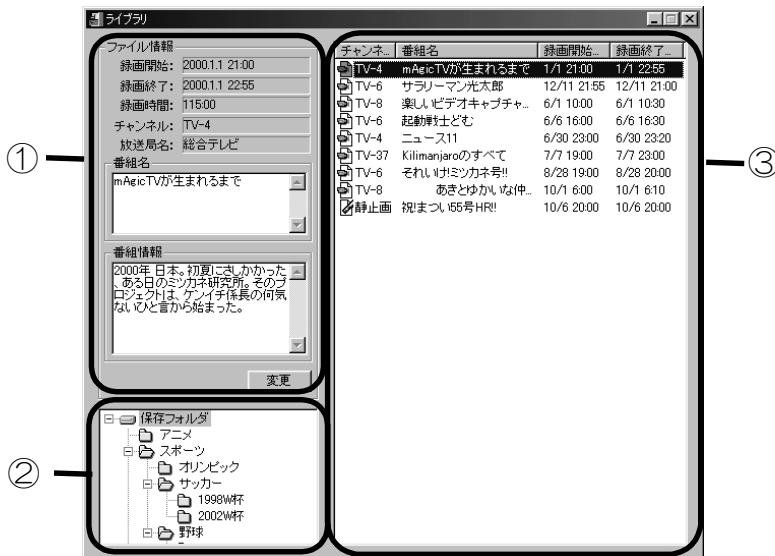 ライブラリ
ファイル情報
録画開始: 2000.1.1 21:00
録画終了: 2000.1.1 22:55
録画時間: 115:00
チャンネル: TV-4
放送局名: 総合テレビ
番組名
mAgicTVが生まれるまで
番組情報
2000年 日本。初夏にさしかかった
、ある日のミツカネ研究所。そのプ
ロジェクトは、ケンイチ係長の何気
ないひと言から始まった。
変更
①
保存フォルダ
アニメ
スポーツ
オリンピック
サッカー
1998W杯
2002W杯
野球
②
チャンネ... 番組名 録画開始... 録画終了...
TV-4 mAgicTVが生まれるまで 1/1 21:00 1/1 22:55
TV-6 サラリーマン光太郎 12/11 21:55 12/11 21:00
TV-8 楽しいビデオキャプチャ... 6/1 10:00 6/1 10:30
TV-6 起動戦士どむ 6/6 16:00 6/6 16:30
TV-4 ニュース11 6/30 23:00 6/30 23:20
TV-37 Kilimanjaroのすべて 7/7 19:00 7/7 23:00
TV-6 それいけ!ミツカネ号!! 8/28 19:00 8/28 20:00
TV-8 あきとゆかいな仲... 10/1 6:00 10/1 6:10
静止画 祝!まつい55号HR!! 10/6 20:00 10/6 20:00
③